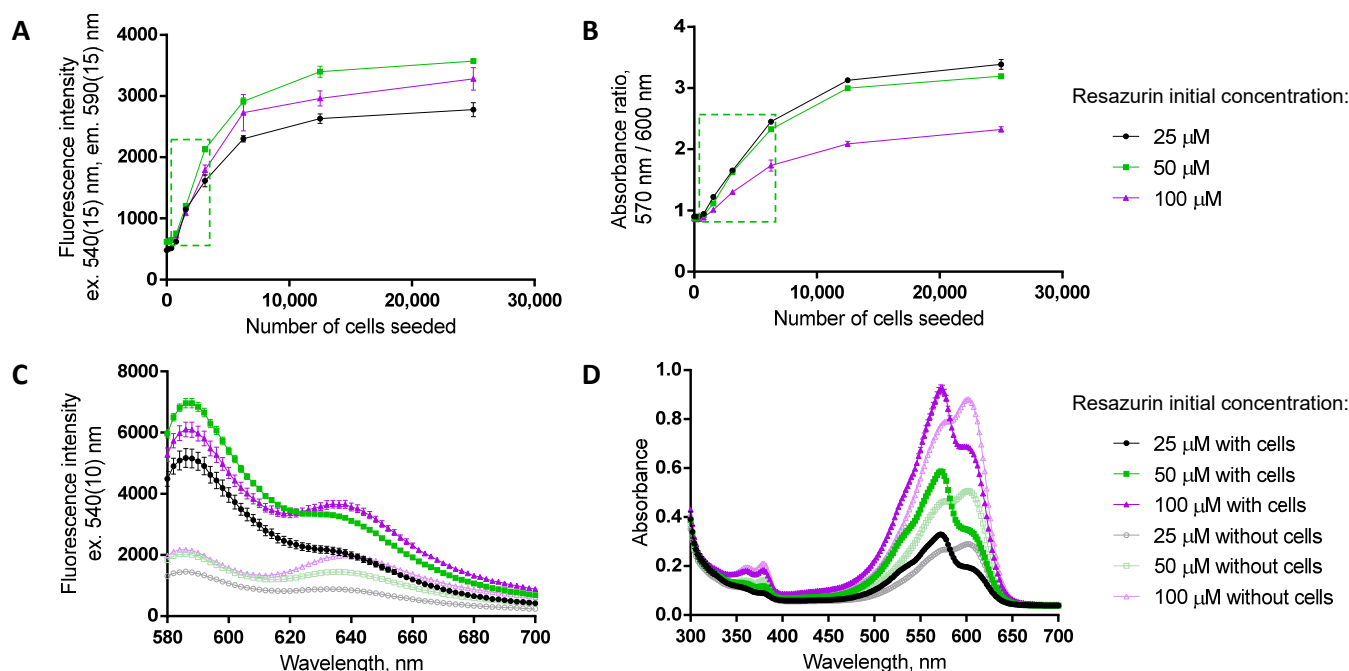 A
Fluorescence intensity
ex. 540(15) nm, em. 590(15) nm
4000
3000
2000
1000
0
0 10,000 20,000 30,000
Number of cells seeded
B
Absorbance ratio,
570 nm / 600 nm
4
3
2
1
0
0 10,000 20,000 30,000
Number of cells seeded
Resazurin initial concentration:
25 μM
50 μM
100 μM
C
Fluorescence intensity
ex. 540(10) nm
8000
6000
4000
2000
0
580 600 620 640 660 680 700
Wavelength, nm
D
Absorbance
1.0
0.8
0.6
0.4
0.2
0.0
300 350 400 450 500 550 600 650 700
Wavelength, nm
Resazurin initial concentration:
25 μM with cells
50 μM with cells
100 μM with cells
25 μM without cells
50 μM without cells
100 μM without cells